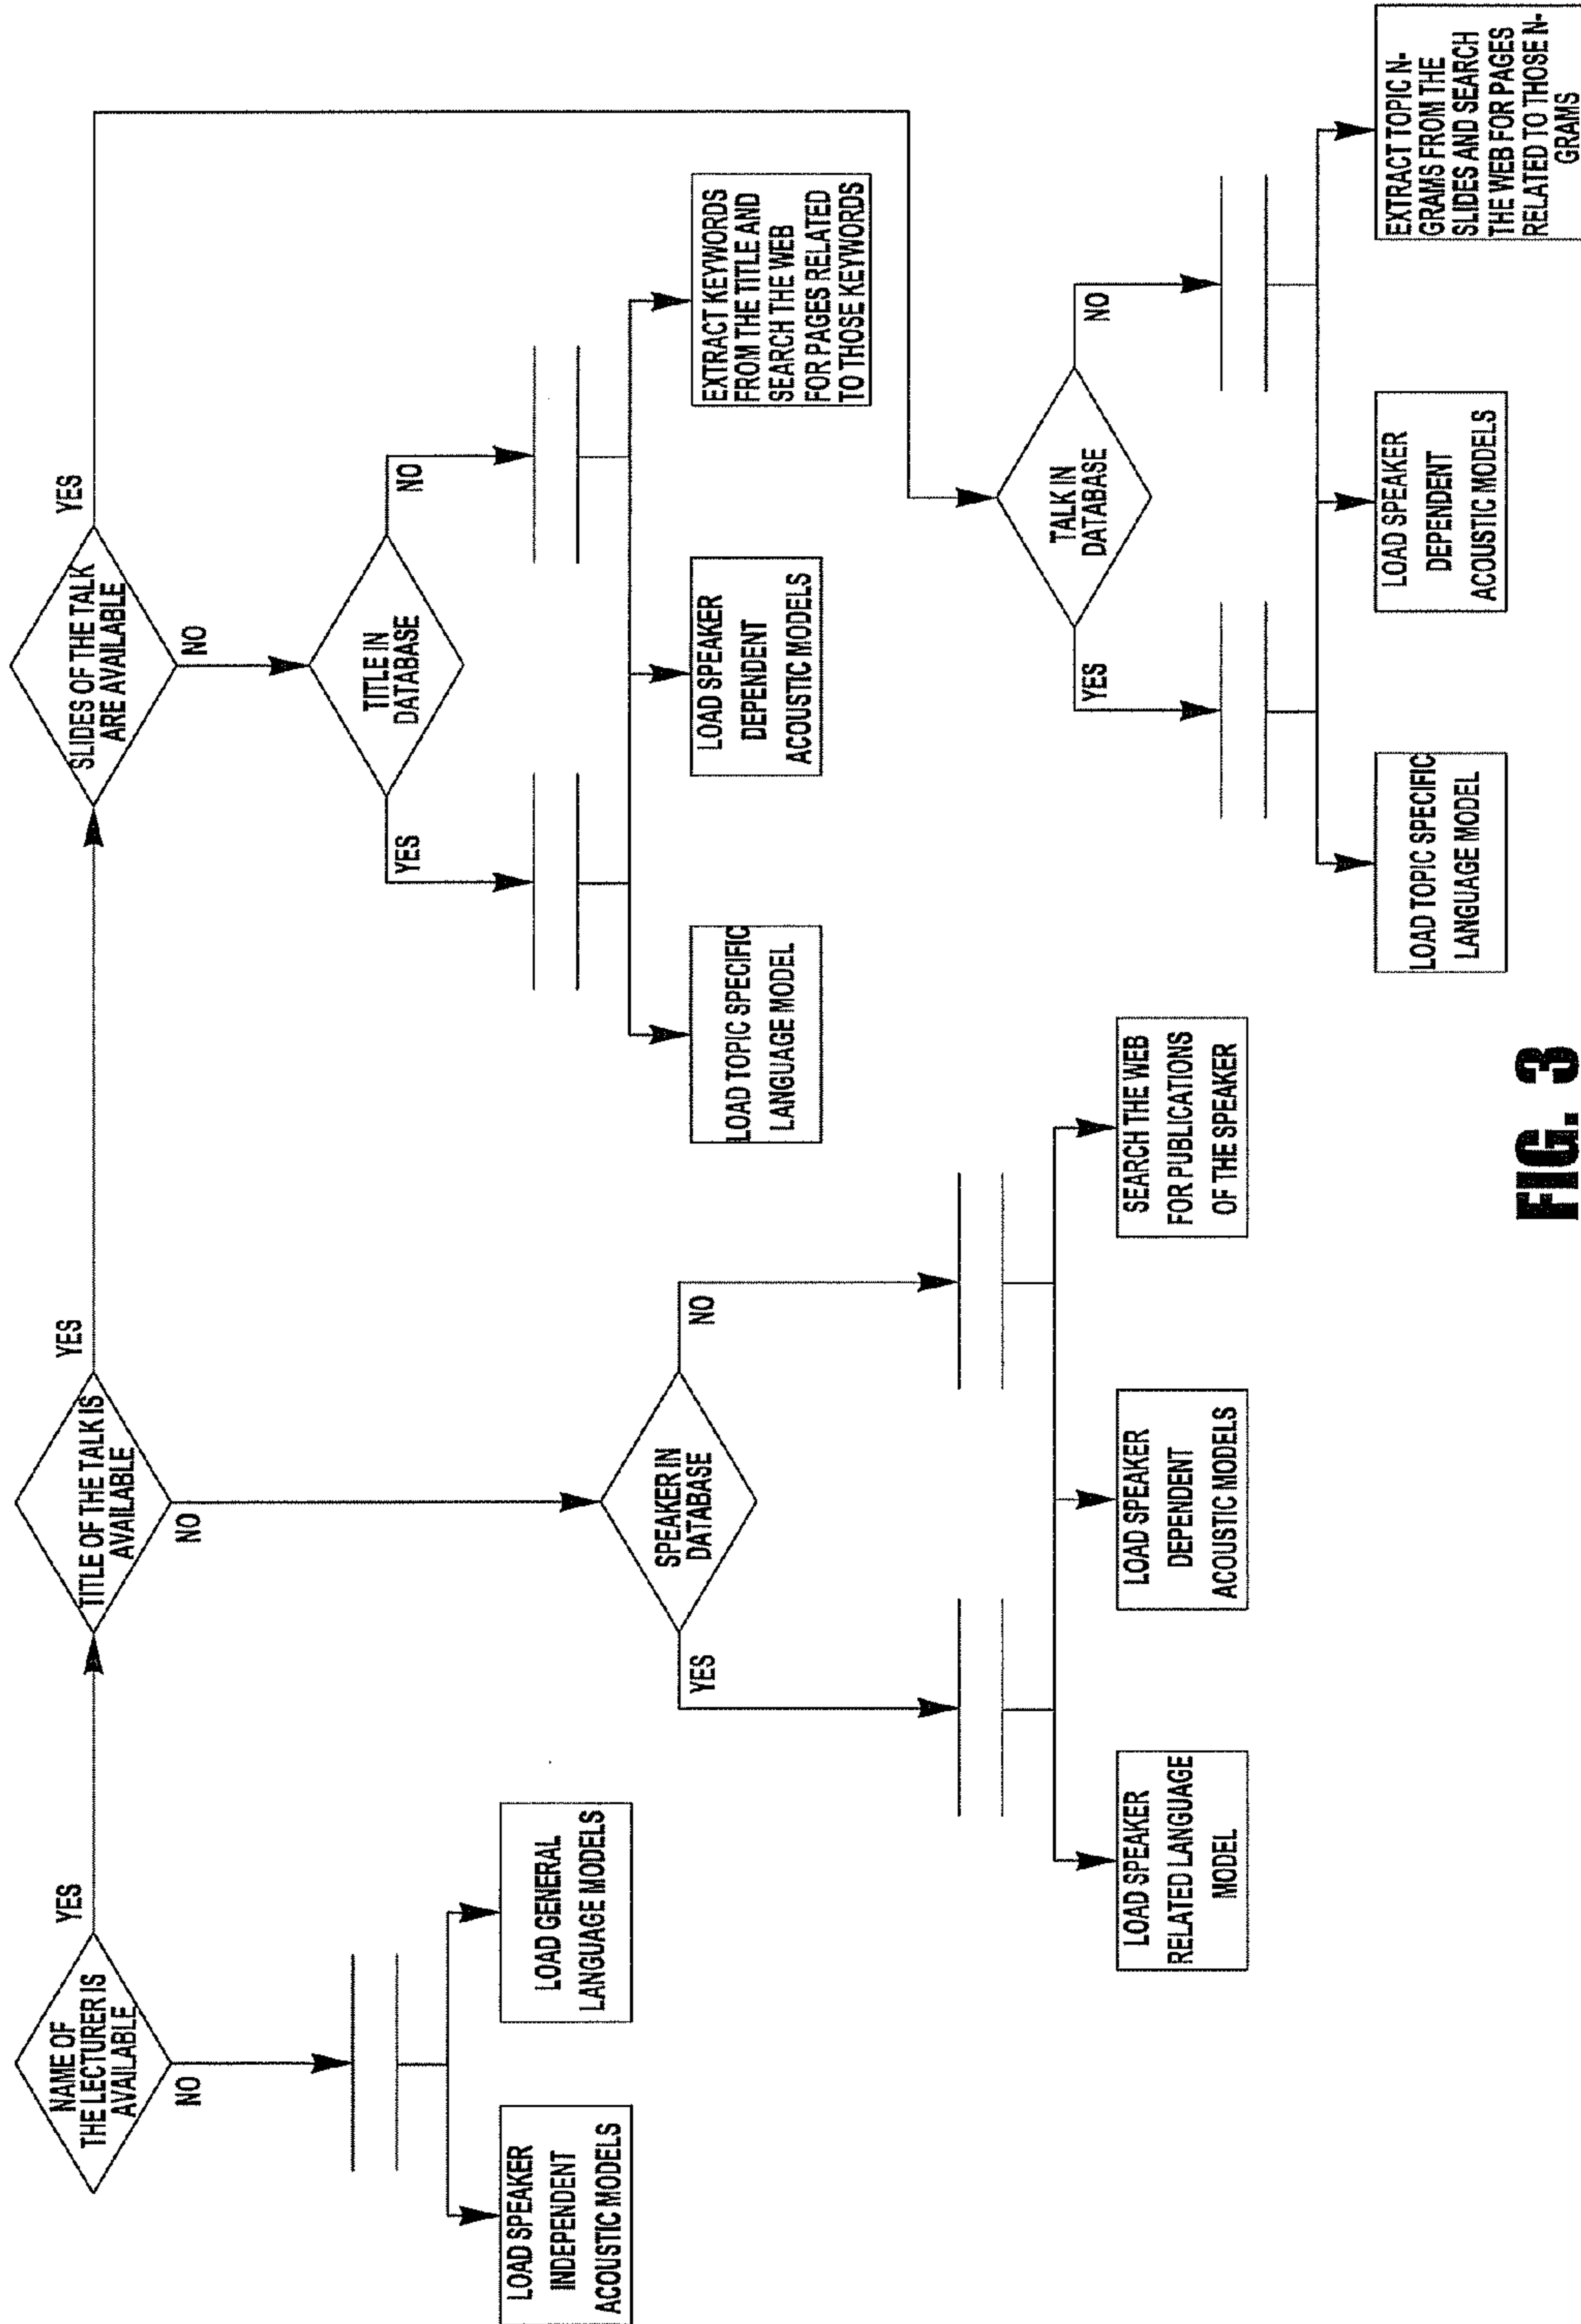 NAME OF
THE LECTURER IS
AVAILABLE
YES
NO
LOAD SPEAKER
INDEPENDENT
ACOUSTIC MODELS
LOAD GENERAL
LANGUAGE MODELS
TITLE OF THE TALK IS
AVAILABLE
YES
NO
SPEAKER IN
DATABASE
YES
NO
LOAD SPEAKER
RELATED LANGUAGE
MODEL
LOAD SPEAKER
DEPENDENT
ACOUSTIC MODELS
SEARCH THE WEB
FOR PUBLICATIONS
OF THE SPEAKER
SLIDES OF THE TALK
ARE AVAILABLE
YES
NO
TITLE IN
DATABASE
YES
NO
LOAD TOPIC SPECIFIC
LANGUAGE MODEL
LOAD SPEAKER
DEPENDENT
ACOUSTIC MODELS
EXTRACT KEYWORDS
FROM THE TITLE AND
SEARCH THE WEB
FOR PAGES RELATED
TO THOSE KEYWORDS
TALK IN
DATABASE
YES
NO
LOAD TOPIC SPECIFIC
LANGUAGE MODEL
LOAD SPEAKER
DEPENDENT
ACOUSTIC MODELS
EXTRACT TOPIC N-
GRAMS FROM THE
SLIDES AND SEARCH
THE WEB FOR PAGES
RELATED TO THOSE N-
GRAMS
FIG. 3